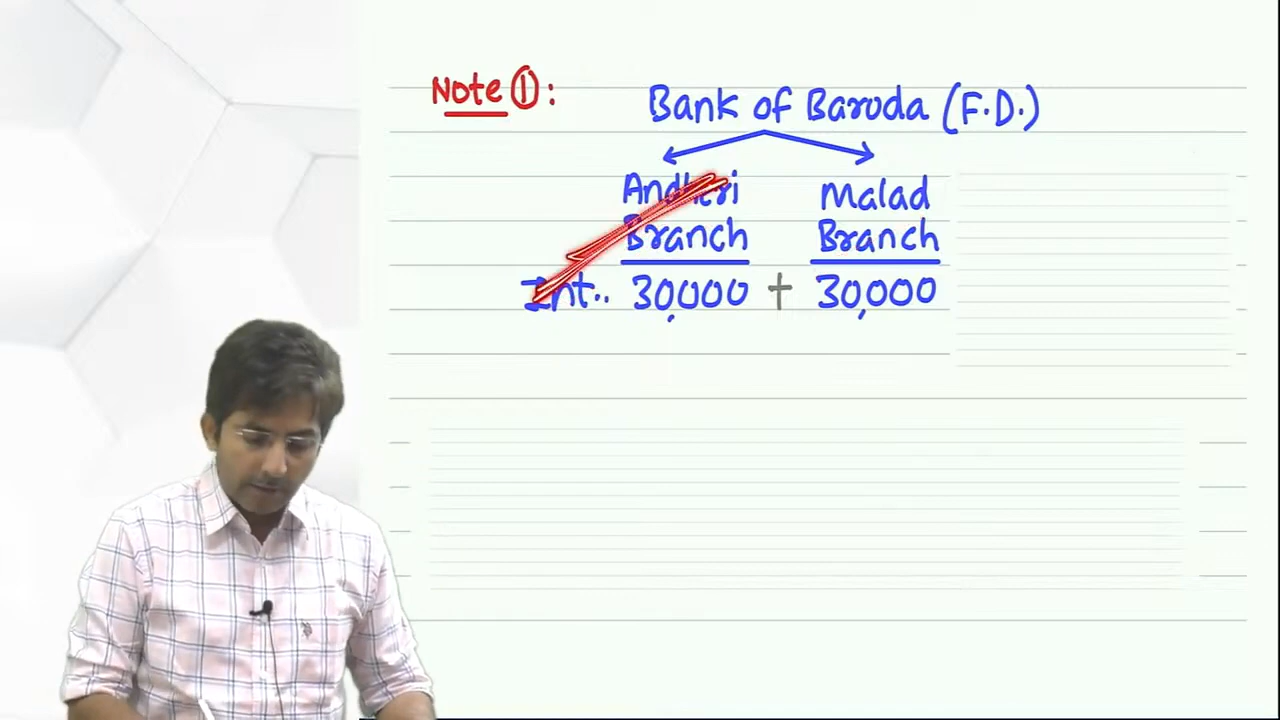 Note ①:
Bank of Baroda (F.D.)
Andheri Malad
Branch Branch
Int.. 30,000 + 30,000